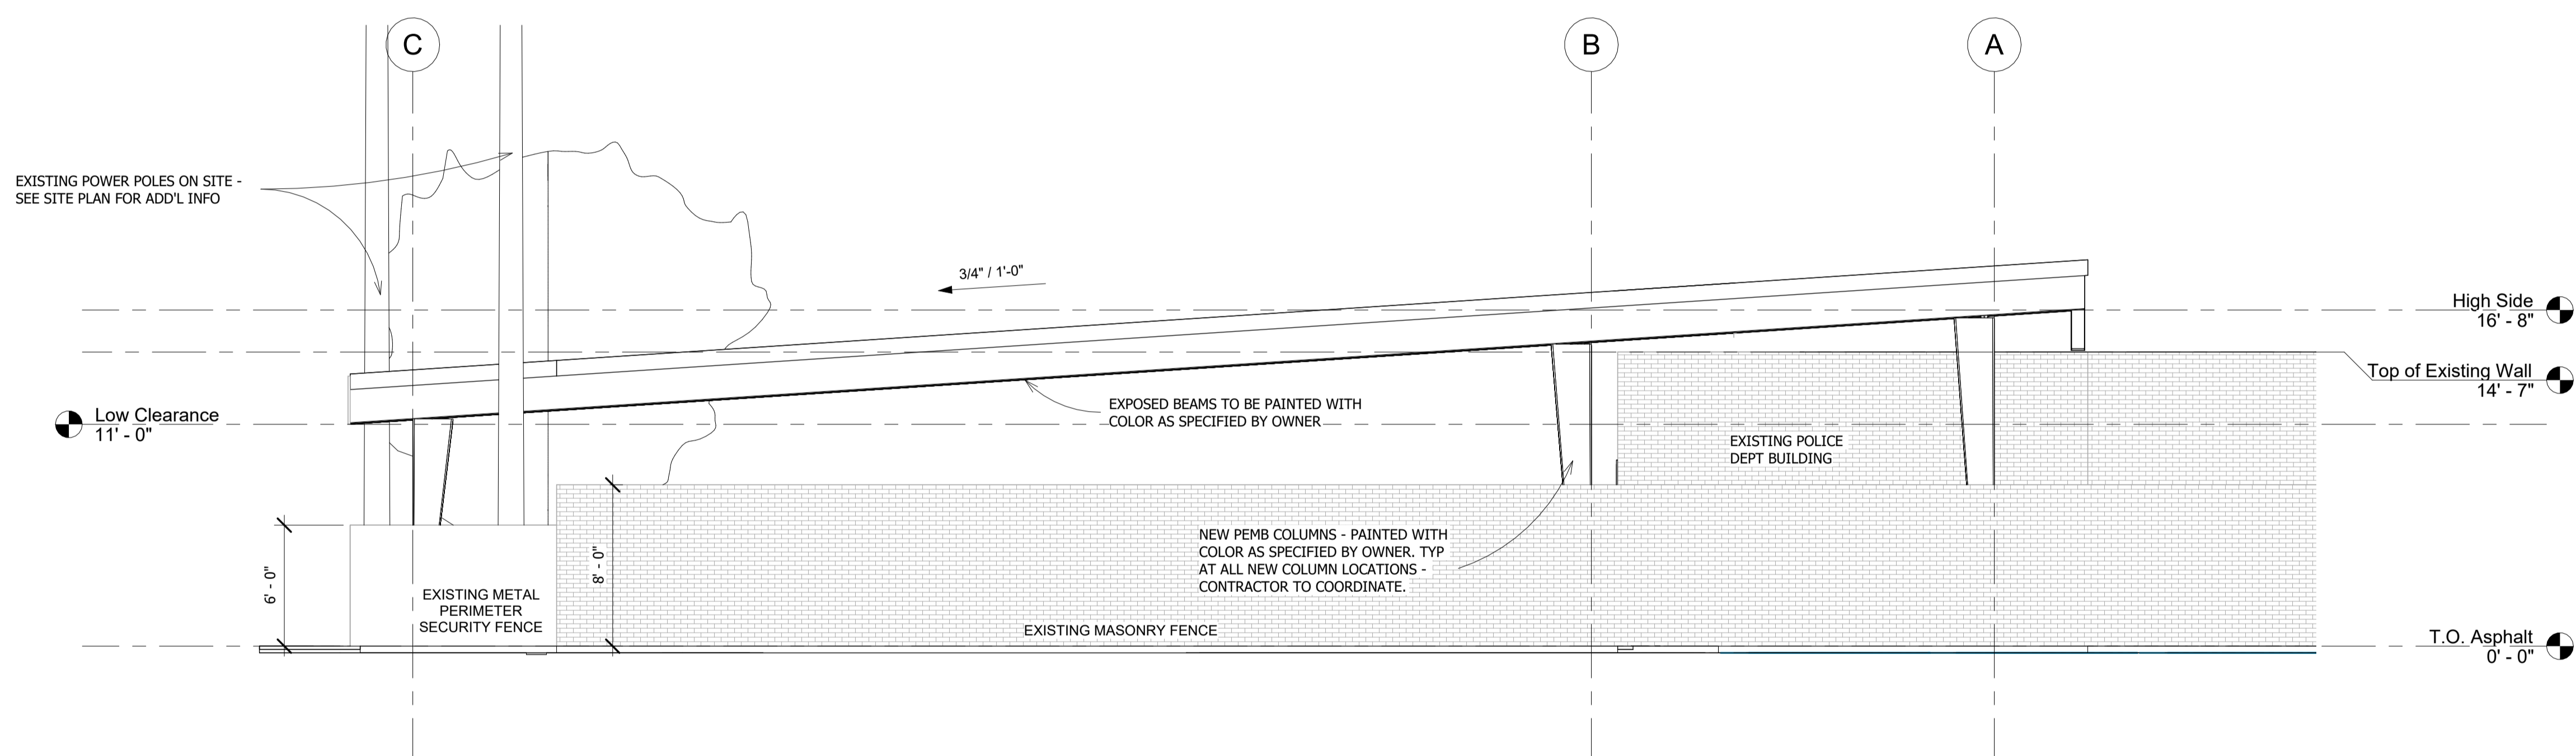 C
B
A
EXISTING POWER POLES ON SITE -
SEE SITE PLAN FOR ADD'L INFO
3/4" / 1'-0"
High Side
16' - 8"
Top of Existing Wall
14' - 7"
Low Clearance
11' - 0"
EXPOSED BEAMS TO BE PAINTED WITH
COLOR AS SPECIFIED BY OWNER
EXISTING POLICE
DEPT BUILDING
NEW PEMB COLUMNS - PAINTED WITH
COLOR AS SPECIFIED BY OWNER. TYP
AT ALL NEW COLUMN LOCATIONS -
CONTRACTOR TO COORDINATE.
6' - 0"
8' - 0"
EXISTING METAL
PERIMETER
SECURITY FENCE
EXISTING MASONRY FENCE
T.O. Asphalt
0' - 0"